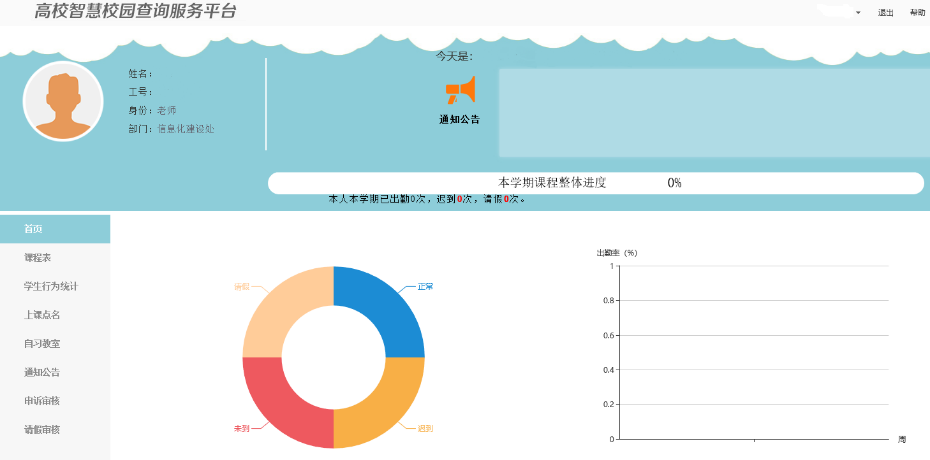 高校智慧校园查询服务平台
退出 帮助
今天是：
姓名：
工号：
身份：老师
部门：信息化建设处
通知公告
本学期课程整体进度 0%
本人本学期已出勤0次，迟到0次，请假0次。
首页
课程表
学生行为统计
上课点名
自习教室
通知公告
申诉审核
请假审核
请假
正常
未到
迟到
出勤率（%）
1
0.8
0.6
0.4
0.2
0
周